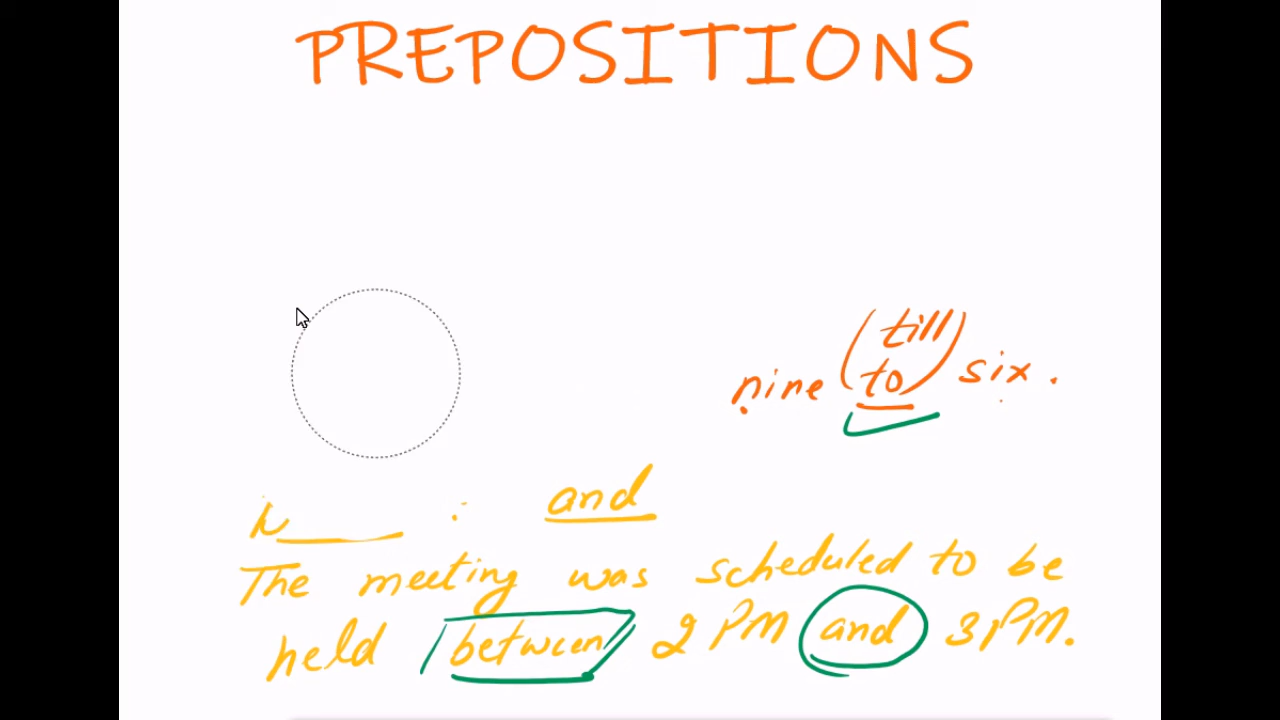 PREPOSITIONS
till
nine (to) six.
and
The meeting was scheduled to be
held between 2 PM and 3 PM.